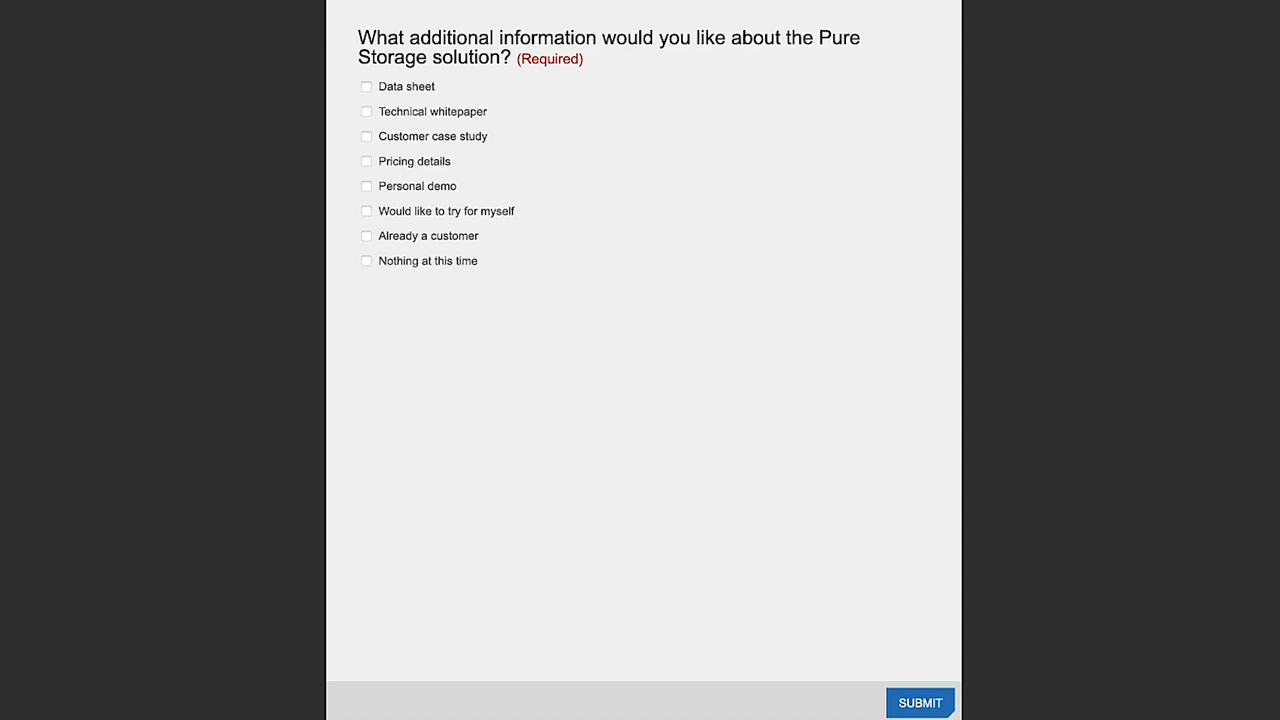 What additional information would you like about the Pure
Storage solution? (Required)
Data sheet
Technical whitepaper
Customer case study
Pricing details
Personal demo
Would like to try for myself
Already a customer
Nothing at this time
SUBMIT